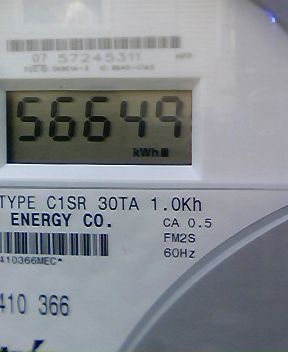 07 57245311
56649
kWh
TYPE C1SR 30TA 1.0Kh
ENERGY CO.
CA 0.5
FM2S
60Hz
410366MEC*
410 366